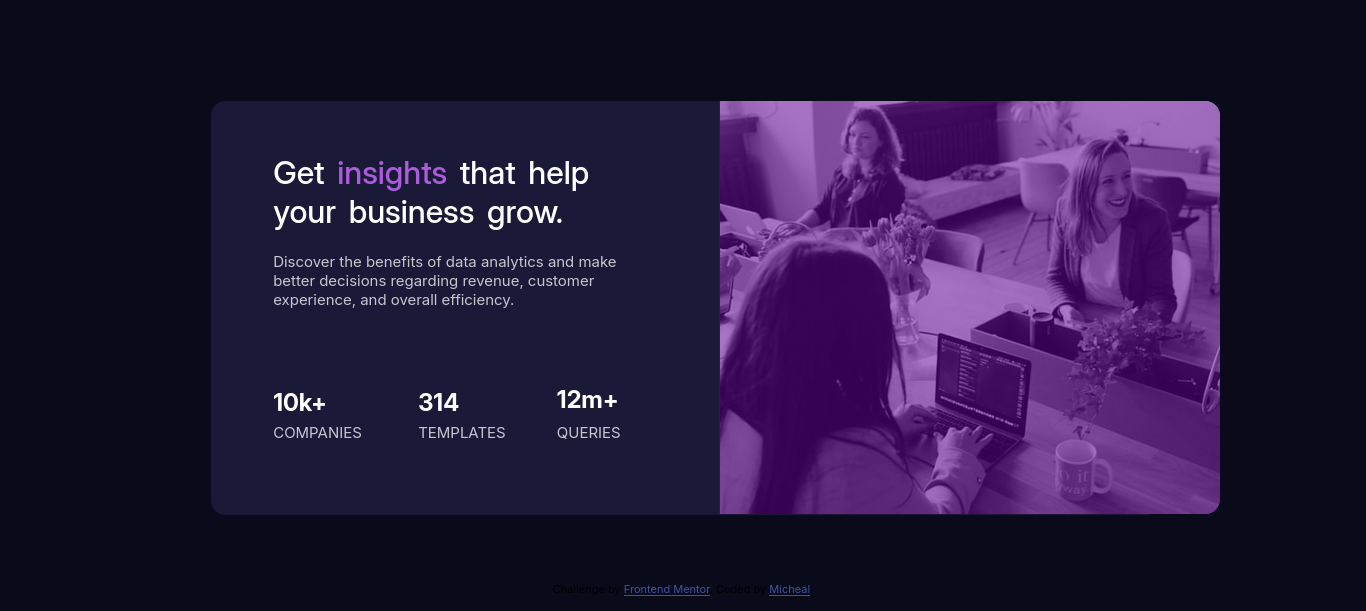 Get insights that help
your business grow.
Discover the benefits of data analytics and make
better decisions regarding revenue, customer
experience, and overall efficiency.
10k+ 314 12m+
COMPANIES TEMPLATES QUERIES
Challenge by Frontend Mentor. Coded by Micheal